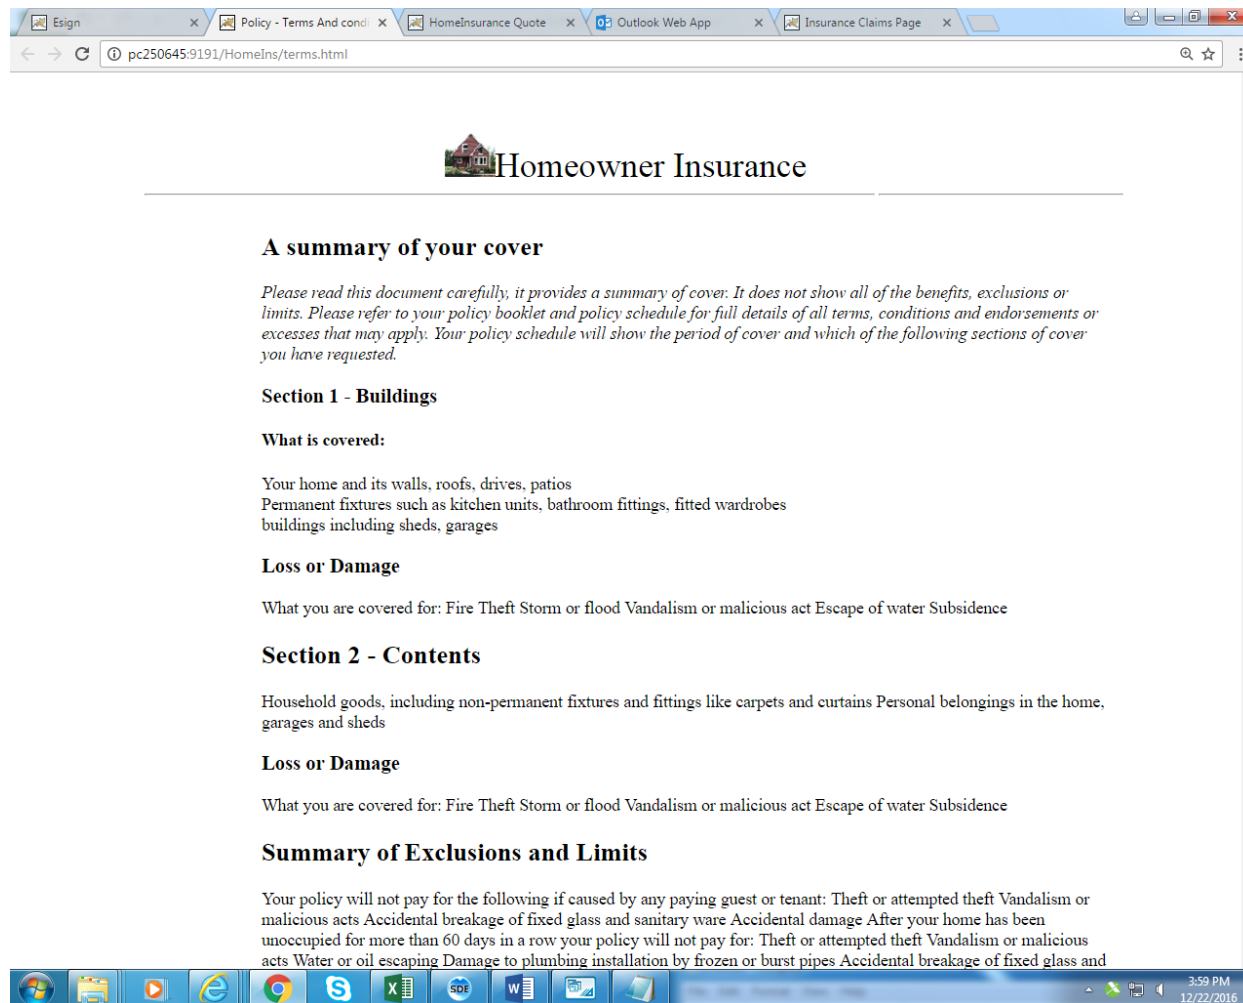 Esign
Policy - Terms And condi
HomeInsurance Quote
Outlook Web App
Insurance Claims Page
pc250645:9191/HomeIns/terms.html
Homeowner Insurance
A summary of your cover
Please read this document carefully, it provides a summary of cover. It does not show all of the benefits, exclusions or
limits. Please refer to your policy booklet and policy schedule for full details of all terms, conditions and endorsements or
excesses that may apply. Your policy schedule will show the period of cover and which of the following sections of cover
you have requested.
Section 1 - Buildings
What is covered:
Your home and its walls, roofs, drives, patios
Permanent fixtures such as kitchen units, bathroom fittings, fitted wardrobes
buildings including sheds, garages
Loss or Damage
What you are covered for: Fire Theft Storm or flood Vandalism or malicious act Escape of water Subsidence
Section 2 - Contents
Household goods, including non-permanent fixtures and fittings like carpets and curtains Personal belongings in the home,
garages and sheds
Loss or Damage
What you are covered for: Fire Theft Storm or flood Vandalism or malicious act Escape of water Subsidence
Summary of Exclusions and Limits
Your policy will not pay for the following if caused by any paying guest or tenant: Theft or attempted theft Vandalism or
malicious acts Accidental breakage of fixed glass and sanitary ware Accidental damage After your home has been
unoccupied for more than 60 days in a row your policy will not pay for: Theft or attempted theft Vandalism or malicious
acts Water or oil escaping Damage to plumbing installation by frozen or burst pipes Accidental breakage of fixed glass and
SDE
File Edit Format View Help
3:59 PM
12/22/2016